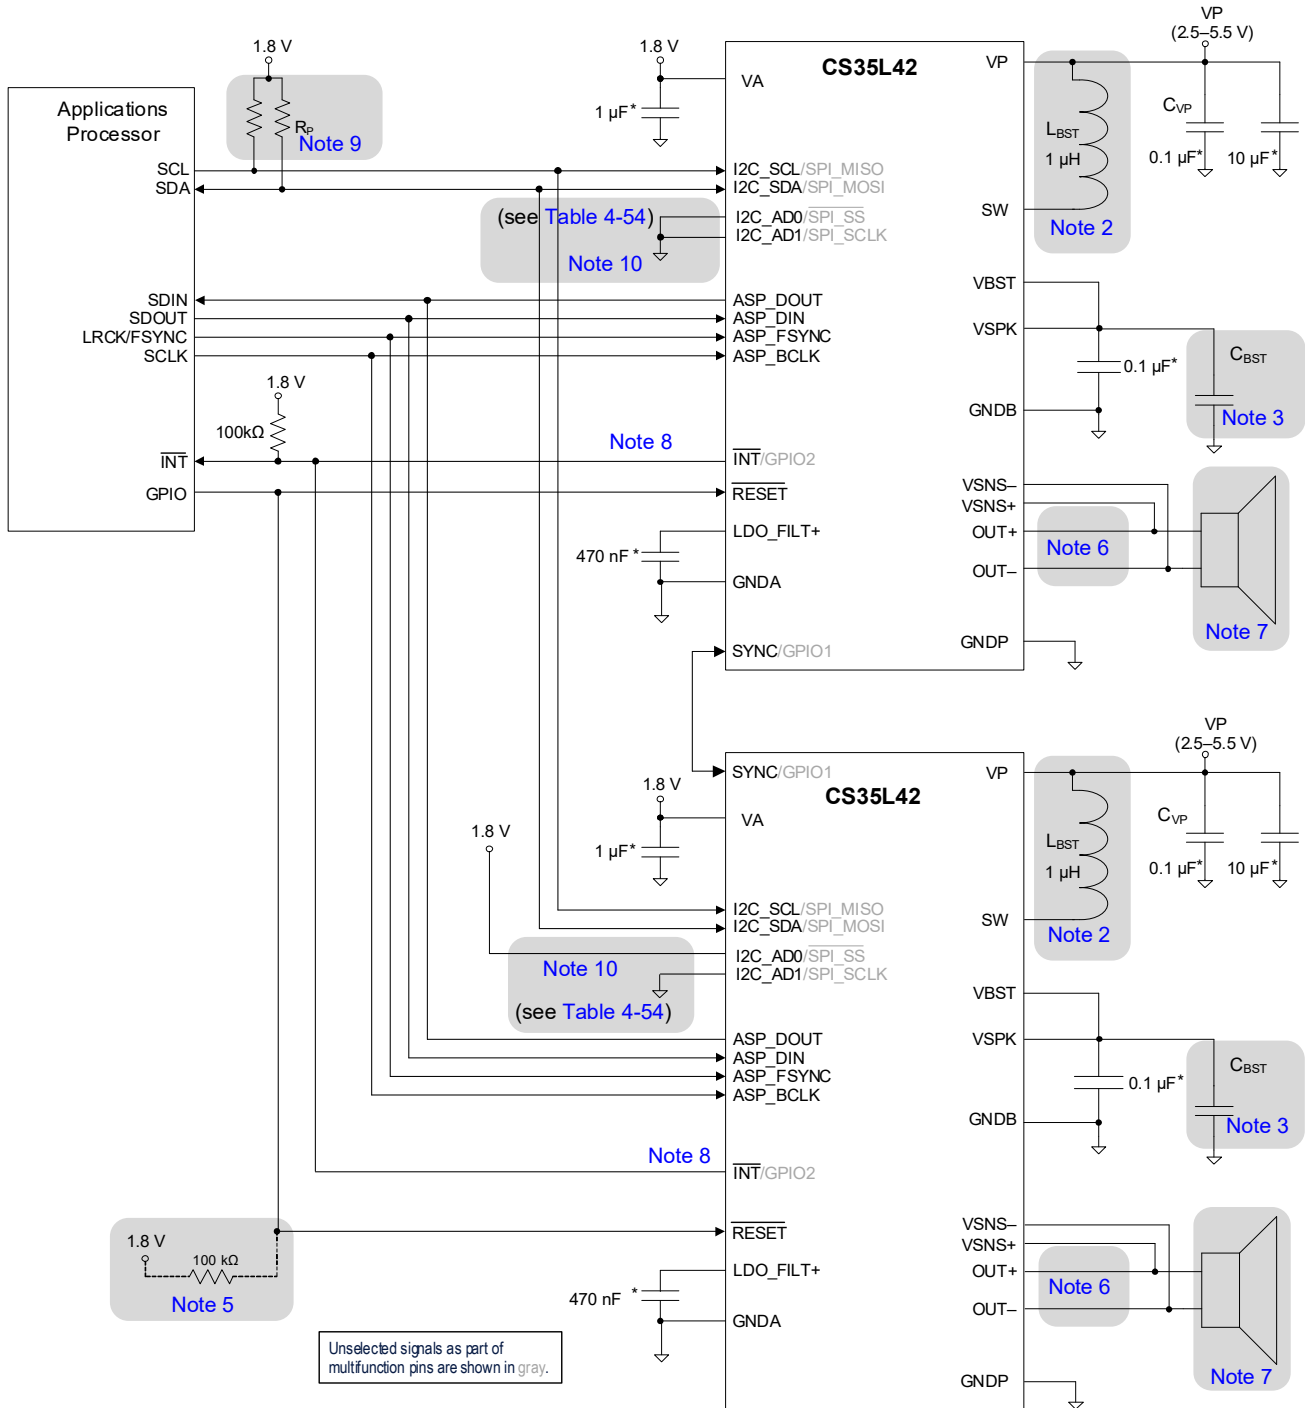 VP
(2.5–5.5 V)
1.8 V
1.8 V
CS35L42
VP
VA
Applications
Processor
1 µF*
RP
Note 9
LBST
1 µH
CVP
0.1 µF*
10 µF*
SCL
SDA
I2C_SCL/SPI_MISO
I2C_SDA/SPI_MOSI
(see Table 4-54)
I2C_AD0/SPI_SS
I2C_AD1/SPI_SCLK
Note 10
SW
Note 2
VBST
SDIN
SDOUT
LRCK/FSYNC
SCLK
ASP_DOUT
ASP_DIN
ASP_FSYNC
ASP_BCLK
VSPK
0.1 µF*
CBST
Note 3
GNDB
1.8 V
100kΩ
Note 8
INT
INT/GPIO2
GPIO
RESET
VSNS–
VSNS+
OUT+
Note 6
OUT–
LDO_FILT+
470 nF *
GNDA
Note 7
SYNC/GPIO1
GNDP
VP
(2.5–5.5 V)
SYNC/GPIO1
CS35L42
VP
1.8 V
VA
1.8 V
1 µF*
LBST
1 µH
CVP
0.1 µF*
10 µF*
I2C_SCL/SPI_MISO
I2C_SDA/SPI_MOSI
SW
Note 2
Note 10
I2C_AD0/SPI_SS
I2C_AD1/SPI_SCLK
(see Table 4-54)
VBST
ASP_DOUT
ASP_DIN
ASP_FSYNC
ASP_BCLK
VSPK
0.1 µF*
CBST
Note 3
GNDB
Note 8
INT/GPIO2
RESET
VSNS–
VSNS+
OUT+
Note 6
OUT–
1.8 V
100 kΩ
Note 5
LDO_FILT+
470 nF *
GNDA
Note 7
Unselected signals as part of
multifunction pins are shown in gray.
GNDP